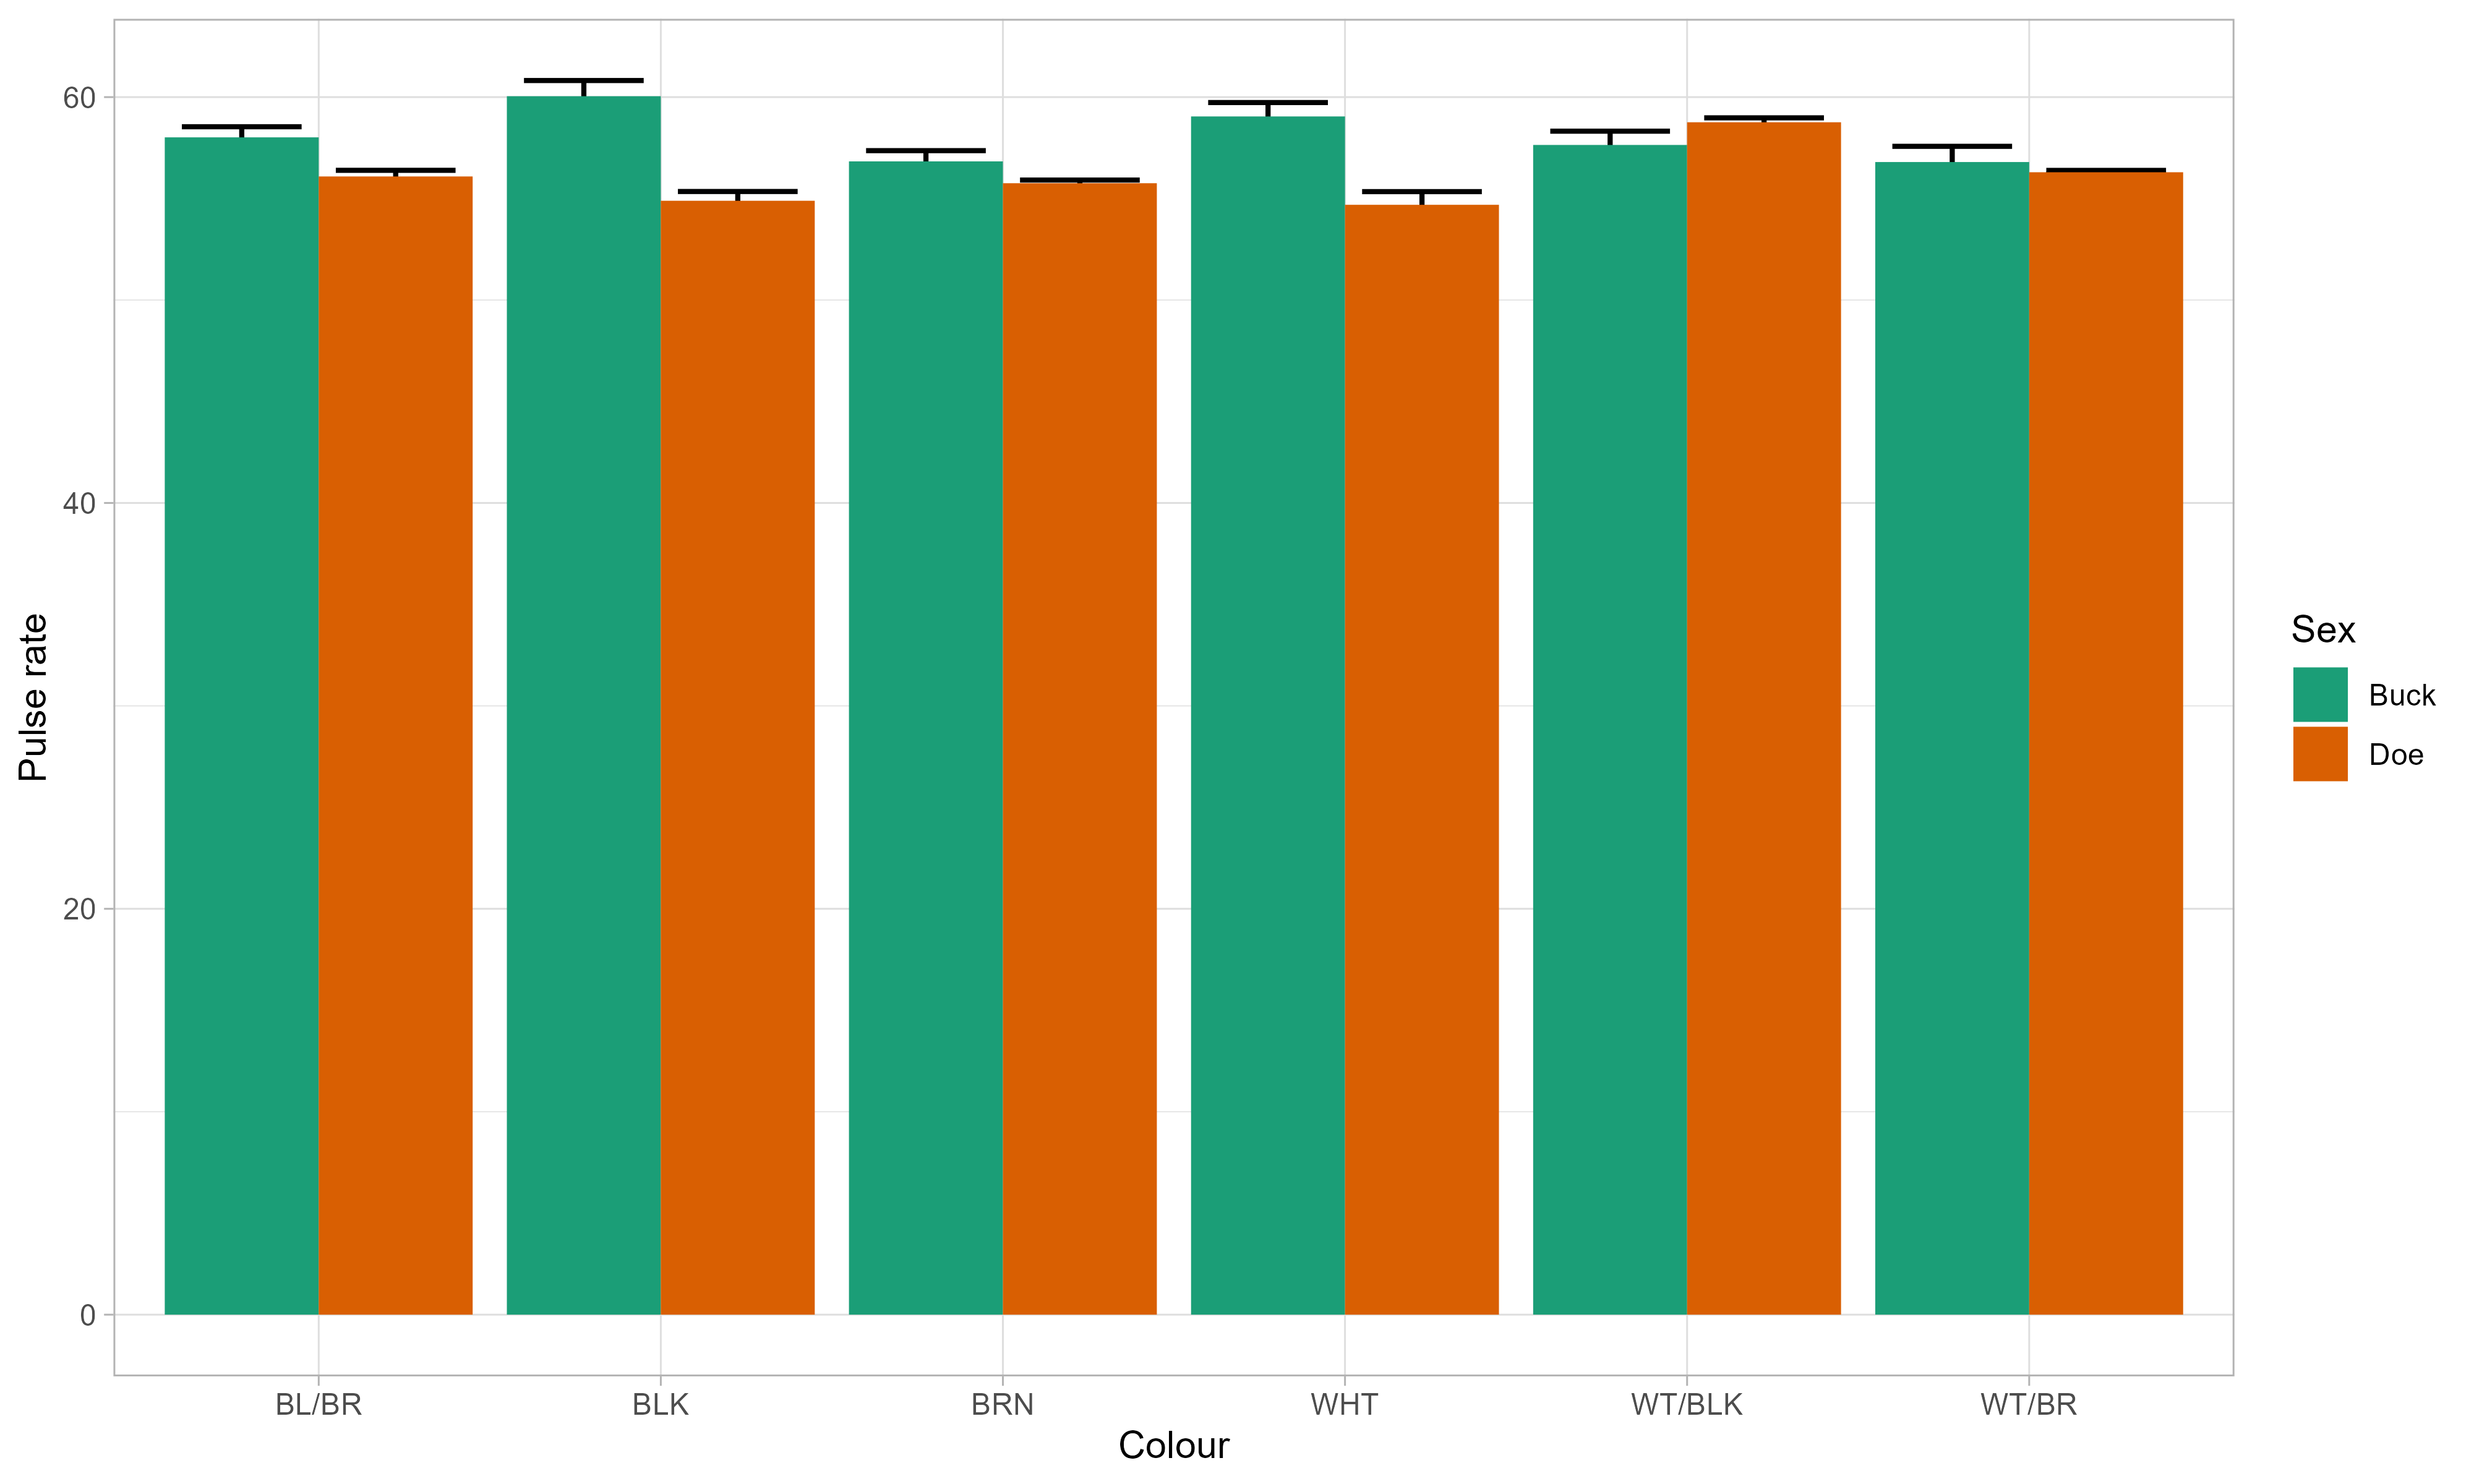 60
40
20
0
Pulse rate
BL/BR BLK BRN WHT WT/BLK WT/BR
Colour
Sex
Buck
Doe